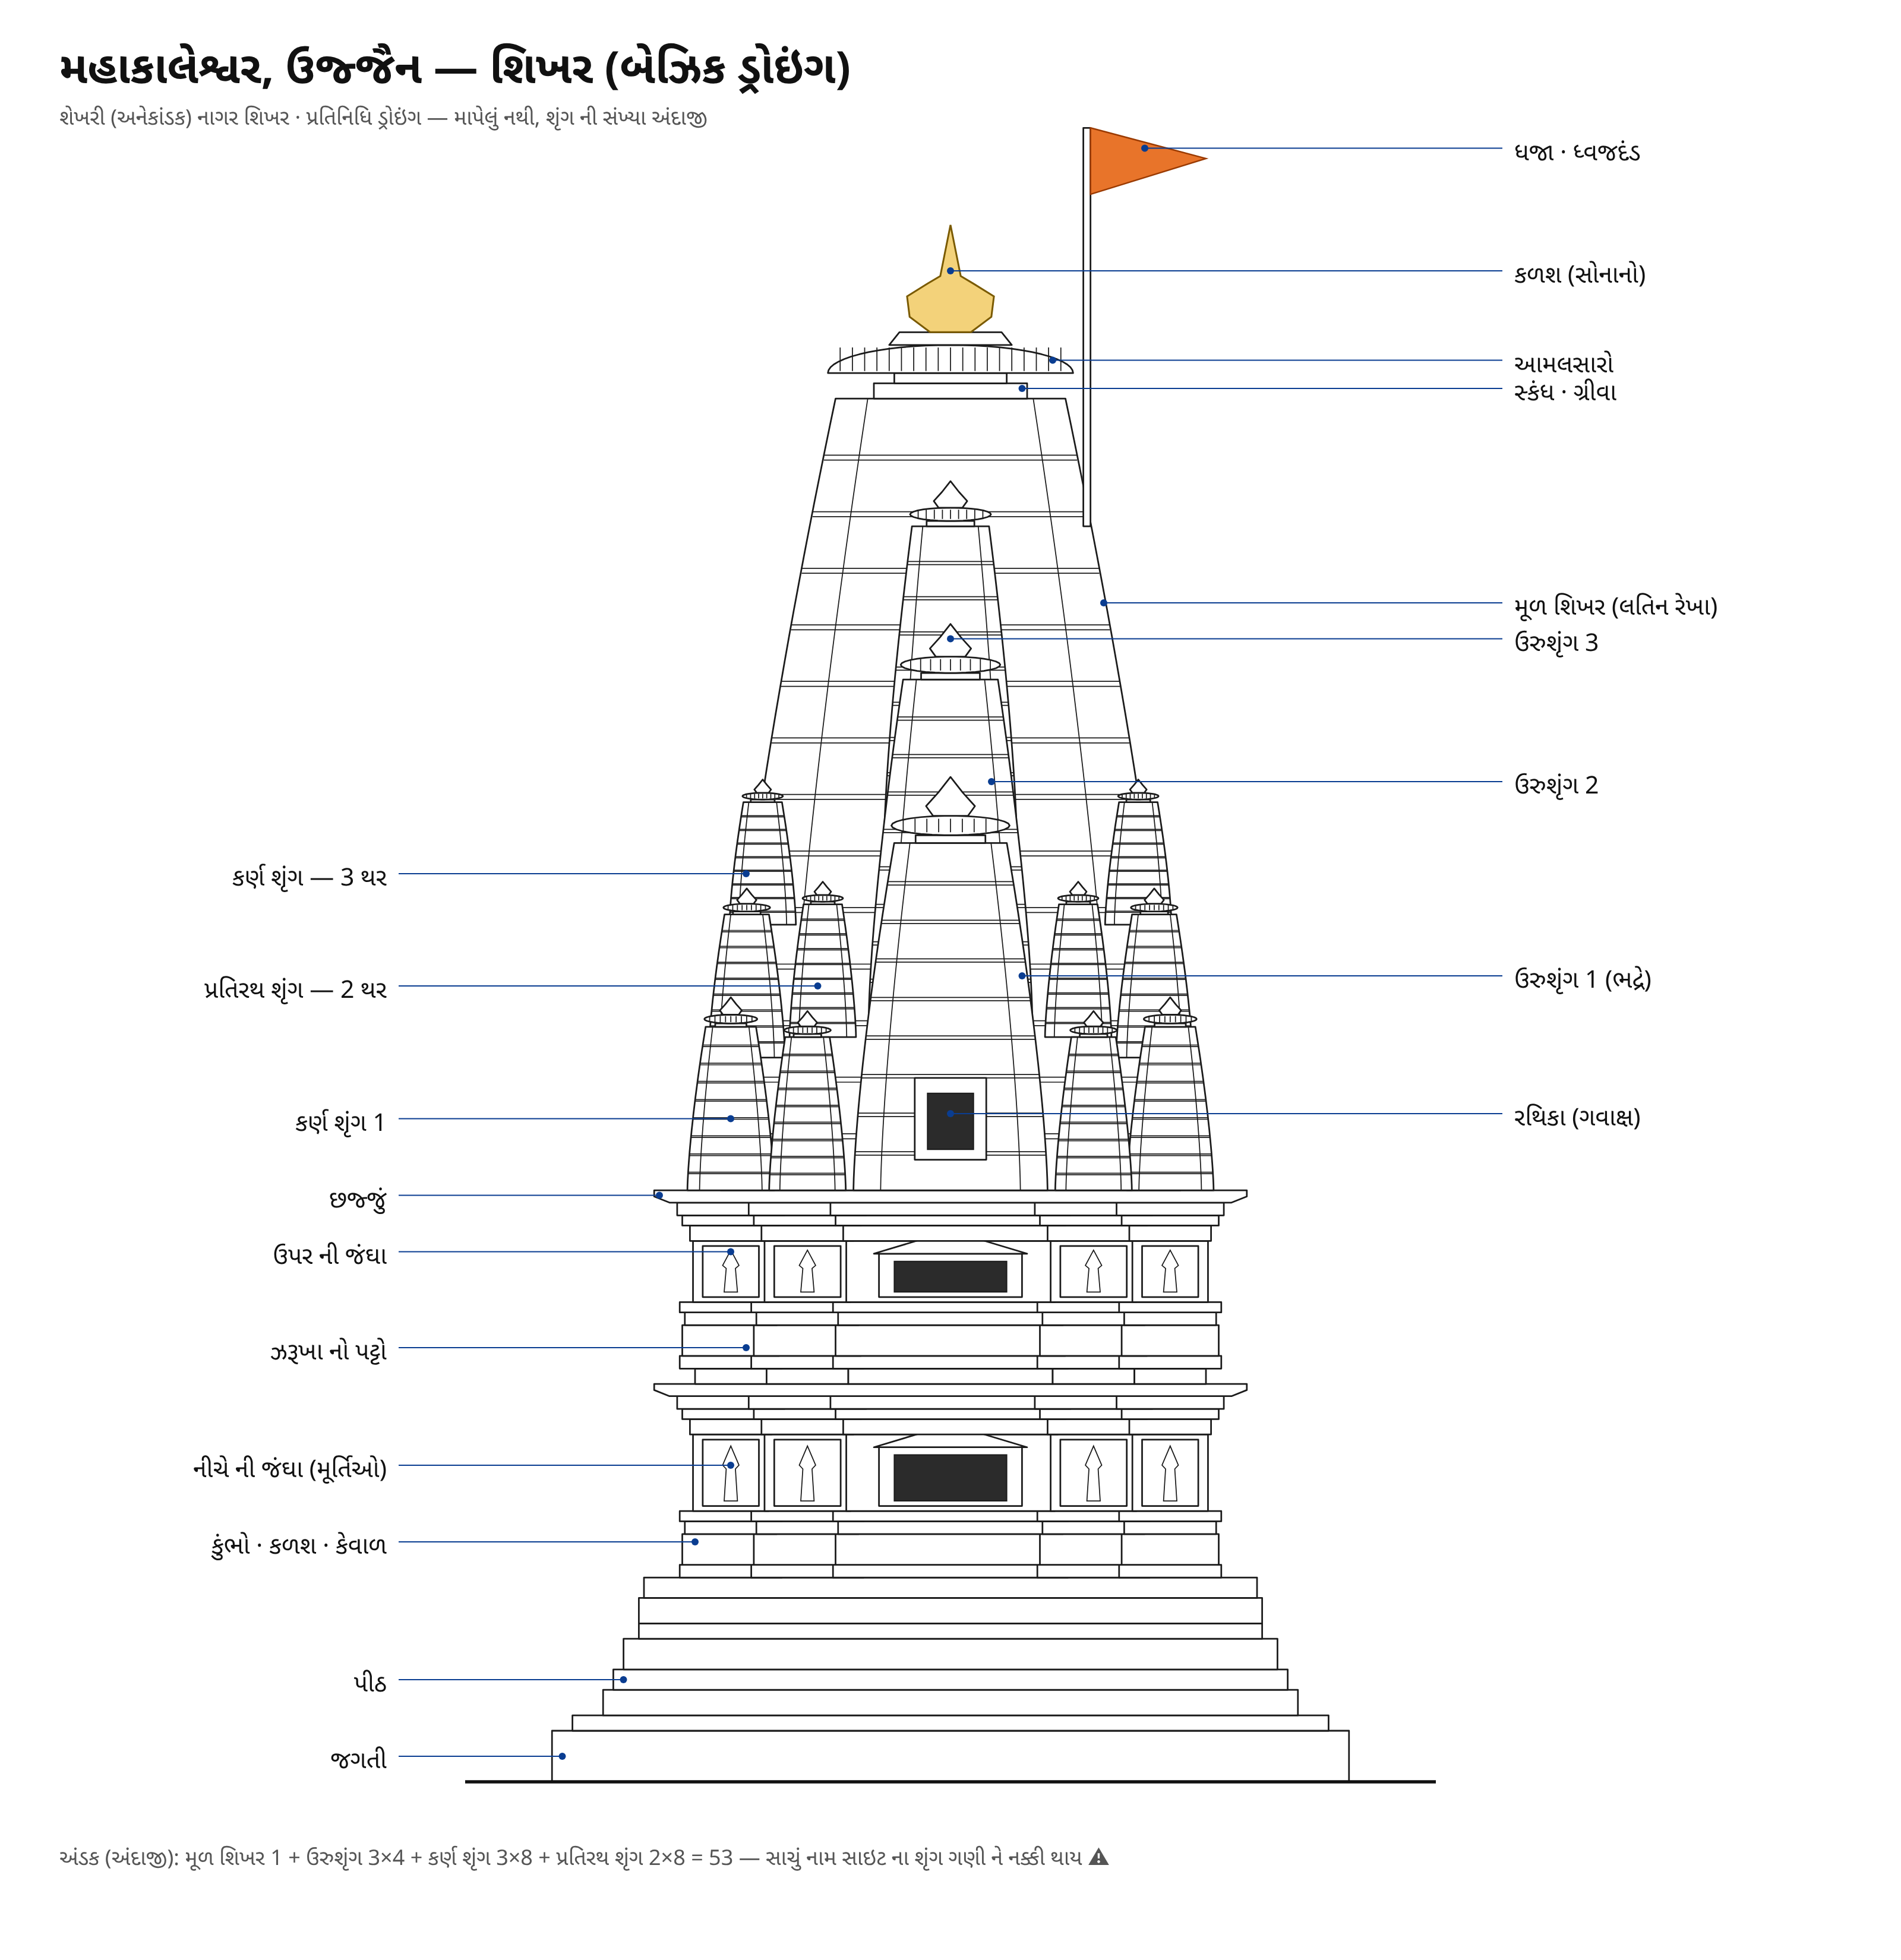 મહાકાલેશ્વર, ઉજ્જૈન — શિખર (બેઝિક ડ્રોઇંગ)
શેખરી (અનેકાંડક) નાગર શિખર · પ્રતિનિધિ ડ્રોઇંગ — માપેલું નથી, શૃંગ ની સંખ્યા અંદાજી
ધજા · ધ્વજદંડ
કળશ (સોનાનો)
આમલસારો
સ્કંધ · ગ્રીવા
મૂળ શિખર (લતિન રેખા)
ઉરુશૃંગ 3
ઉરુશૃંગ 2
કર્ણ શૃંગ — 3 થર
ઉરુશૃંગ 1 (ભદ્રે)
પ્રતિરથ શૃંગ — 2 થર
રથિકા (ગવાક્ષ)
કર્ણ શૃંગ 1
છજ્જું
ઉપર ની જંઘા
ઝરૂખા નો પટ્ટો
નીચે ની જંઘા (મૂર્તિઓ)
કુંભો · કળશ · કેવાળ
પીઠ
જગતી
અંડક (અંદાજી): મૂળ શિખર 1 + ઉરુશૃંગ 3×4 + કર્ણ શૃંગ 3×8 + પ્રતિરથ શૃંગ 2×8 = 53 — સાચું નામ સાઇટ ના શૃંગ ગણી ને નક્કી થાય ⚠